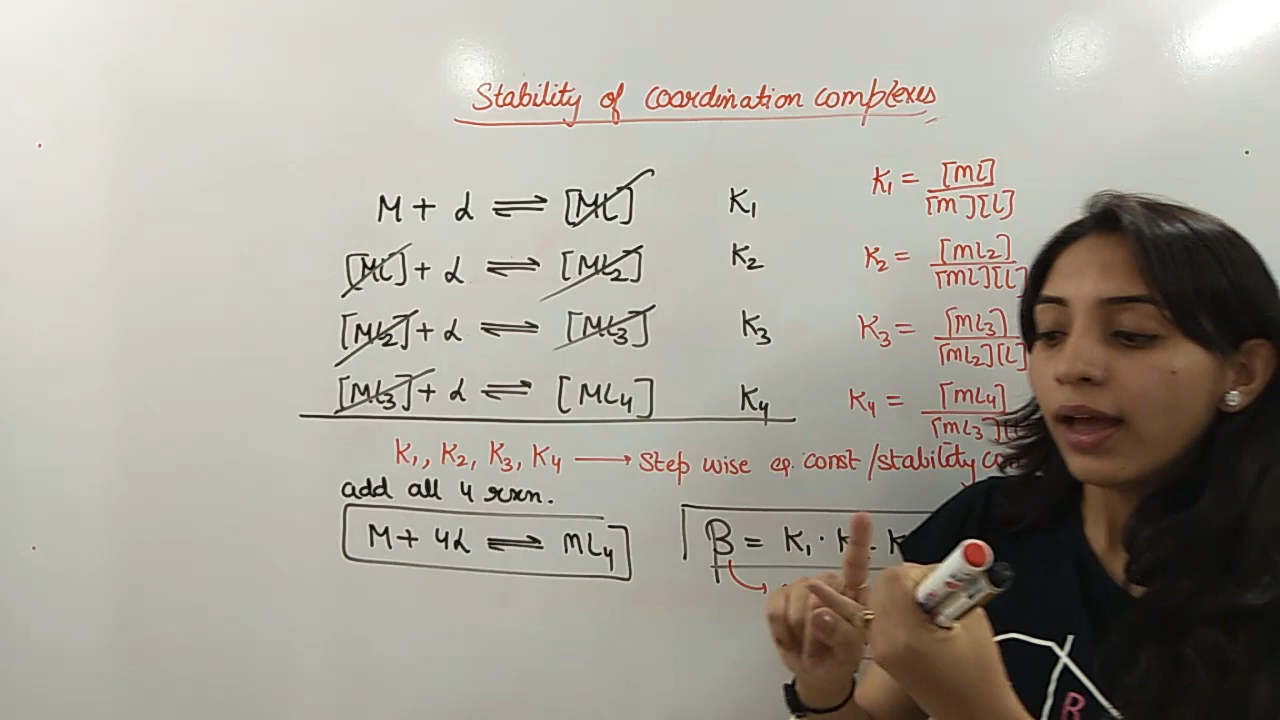 Stability of coordination complexes
M + L ⇌ [ML] K1 K1 = [ML] / [M][L]
[ML] + L ⇌ [ML2] K2 K2 = [ML2] / [ML][L]
[ML2] + L ⇌ [ML3] K3 K3 = [ML3] / [ML2][L]
[ML3] + L ⇌ [ML4] K4 K4 = [ML4] / [ML3]
K1, K2, K3, K4 → Step wise eq. const / stability
add all 4 rxn.
M + 4L ⇌ ML4 β = K1 ·
R